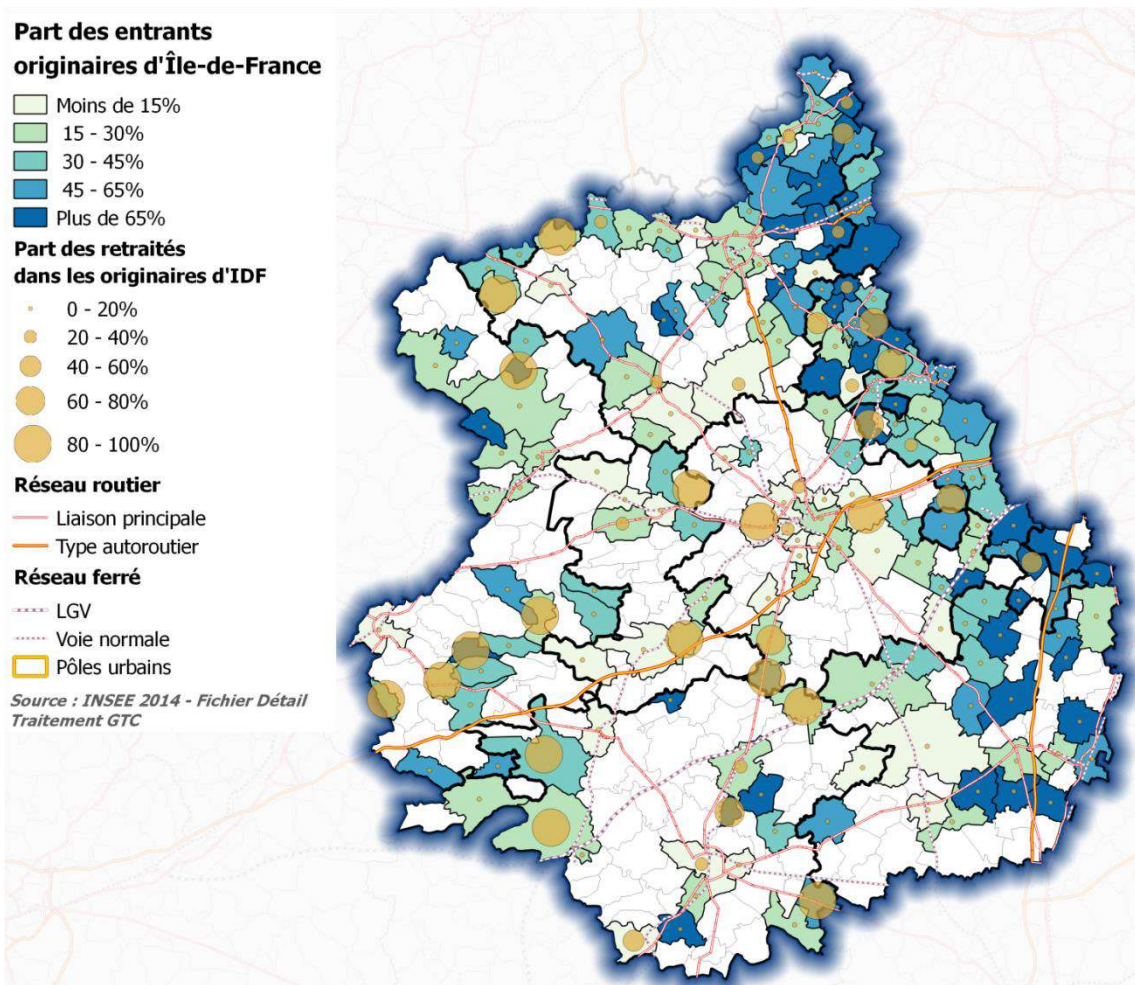 Part des entrants
originaires d'Île-de-France
Moins de 15%
15 - 30%
30 - 45%
45 - 65%
Plus de 65%
Part des retraités
dans les originaires d'IDF
0 - 20%
20 - 40%
40 - 60%
60 - 80%
80 - 100%
Réseau routier
Liaison principale
Type autoroutier
Réseau ferré
LGV
Voie normale
Pôles urbains
Source : INSEE 2014 - Fichier Détail
Traitement GTC